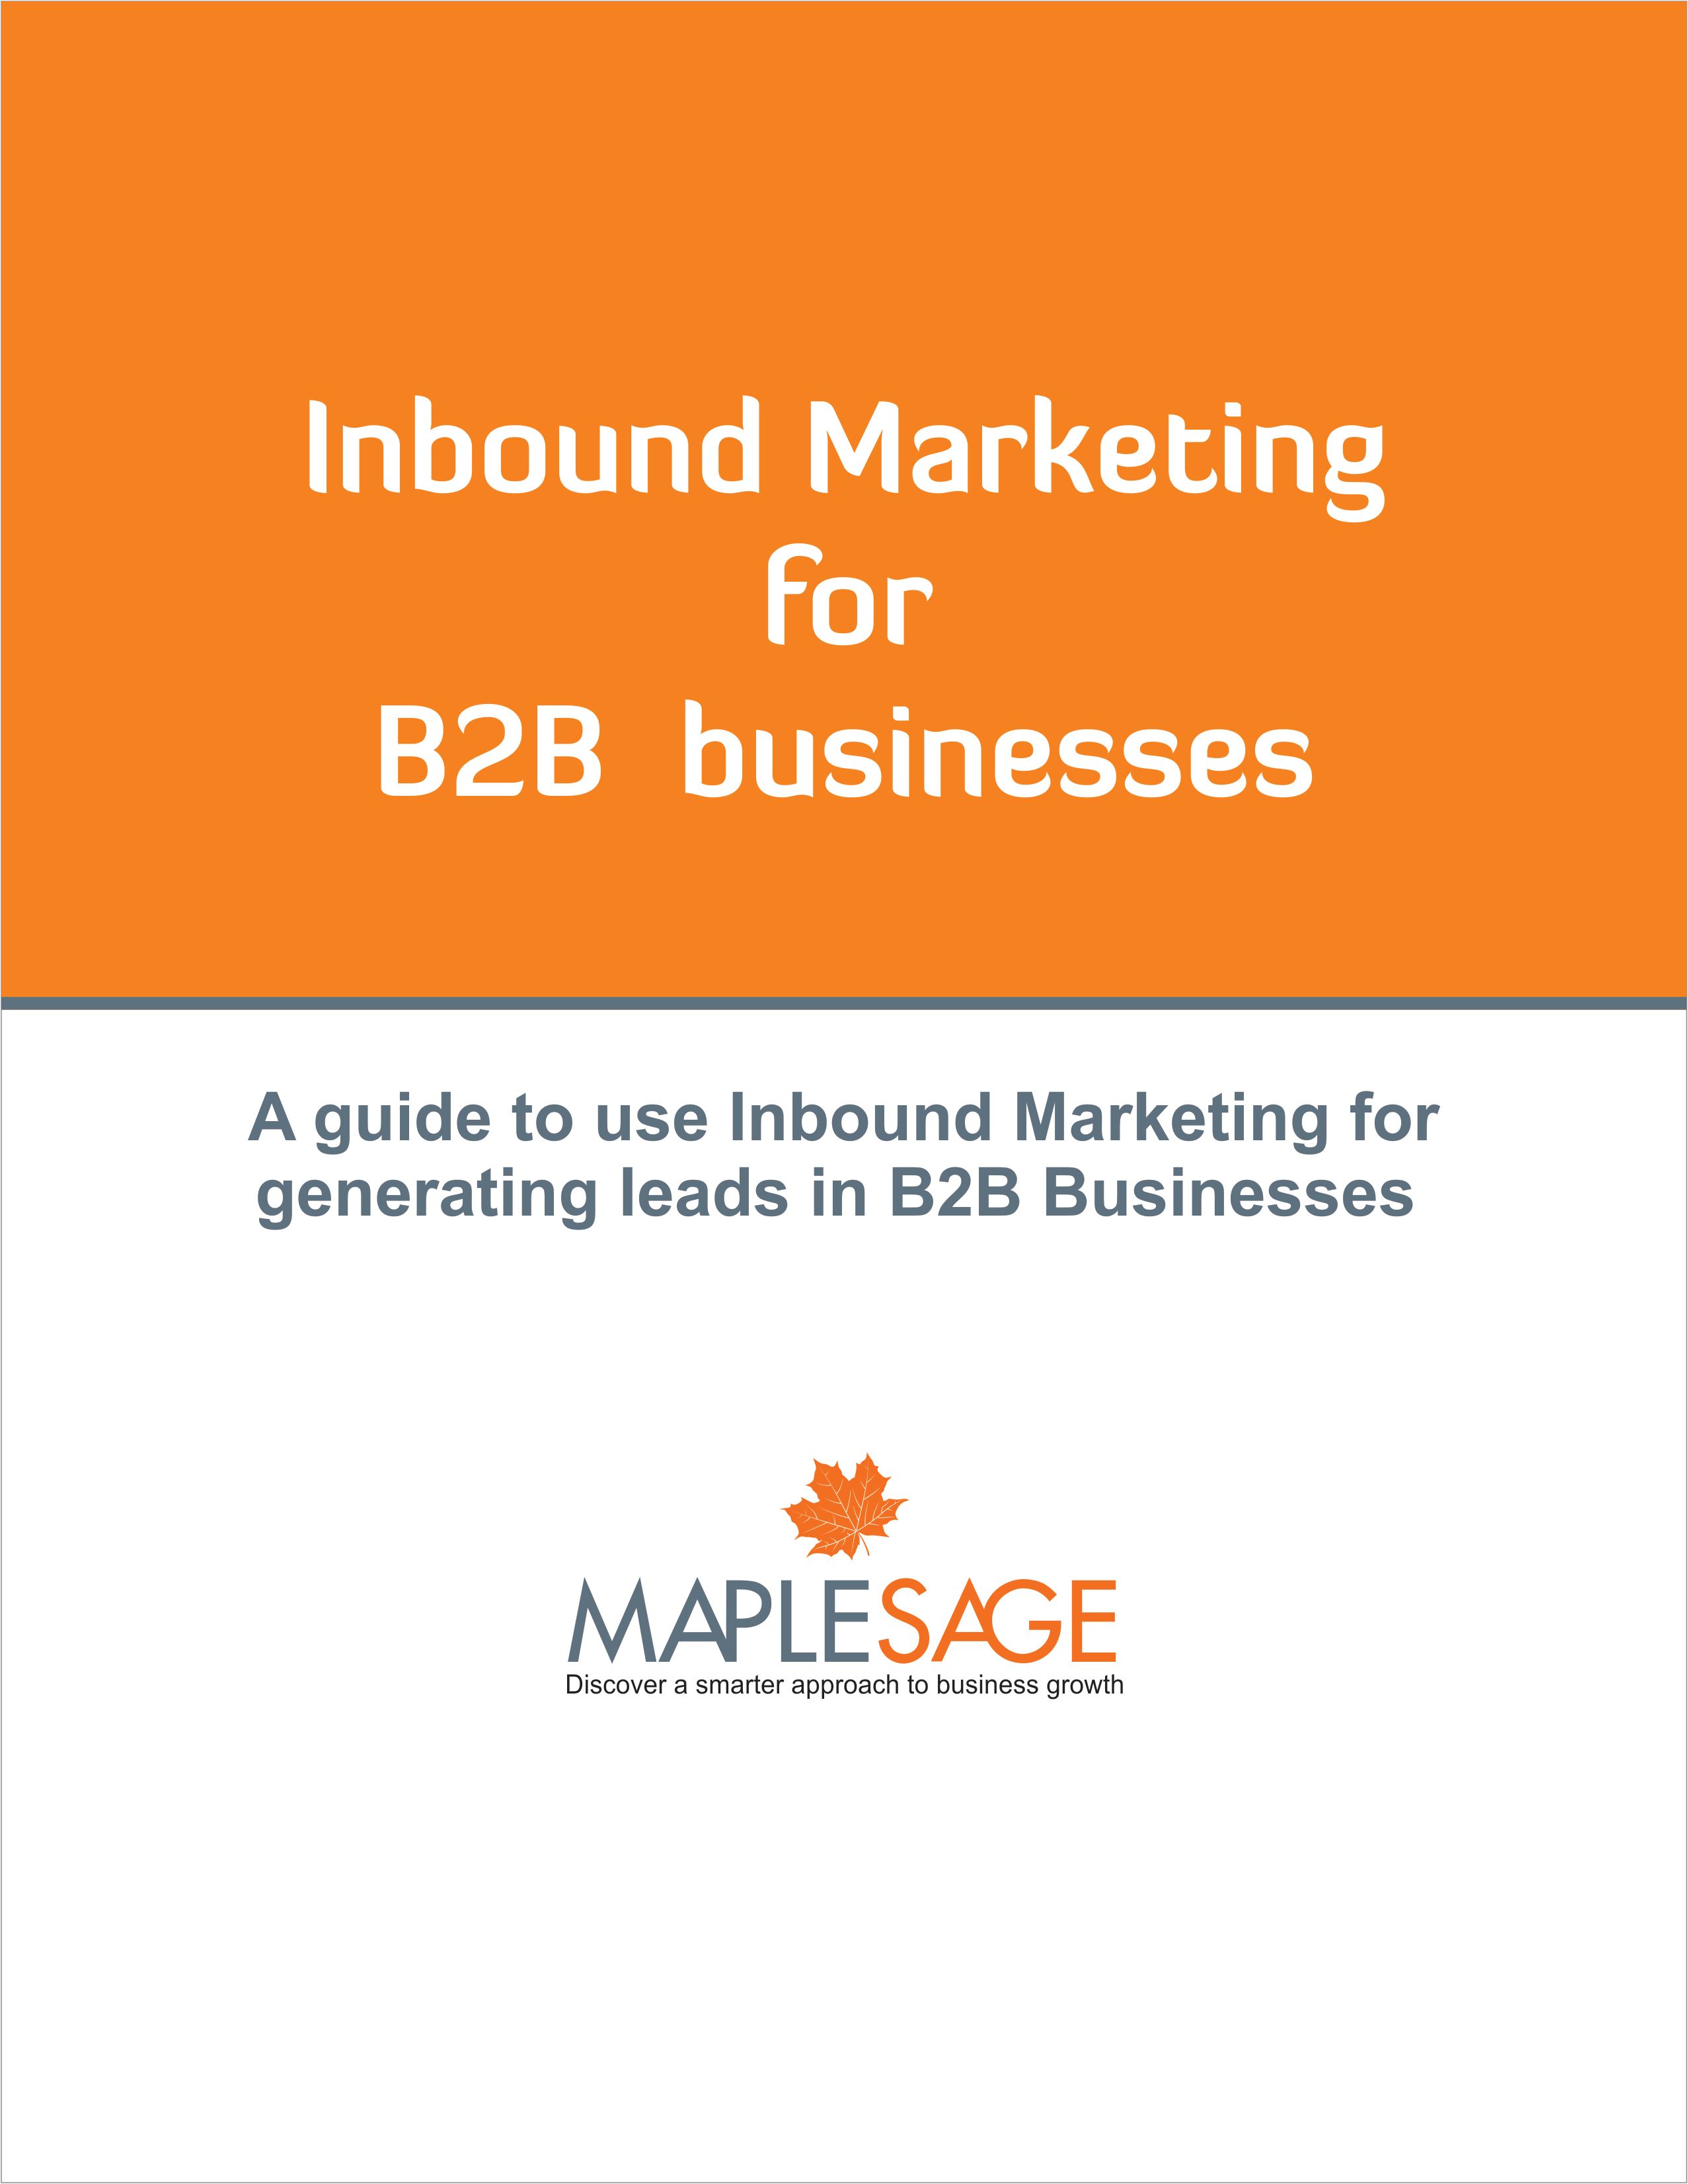 Inbound Marketing
for
B2B businesses
A guide to use Inbound Marketing for
generating leads in B2B Businesses
MAPLESAGE
Discover a smarter approach to business growth